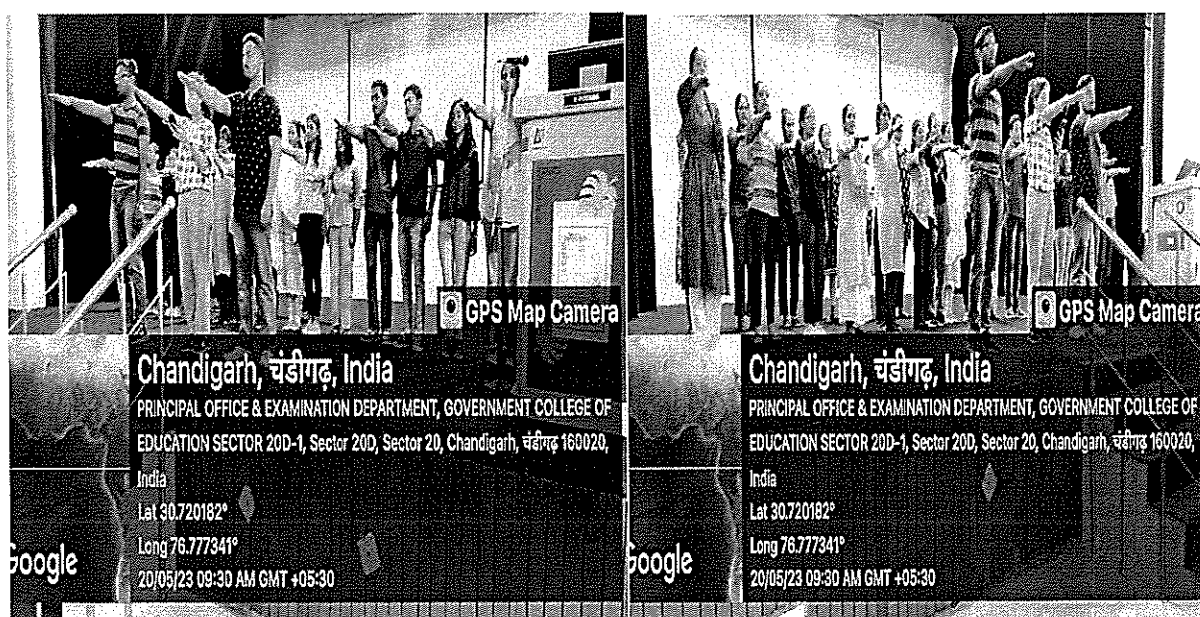 GPS Map Camera
Chandigarh, चंडीगढ़, India
PRINCIPAL OFFICE & EXAMINATION DEPARTMENT, GOVERNMENT COLLEGE OF
EDUCATION SECTOR 20D-1, Sector 20D, Sector 20, Chandigarh, चंडीगढ़ 160020,
India
Lat 30.720182°
Long 76.777341°
20/05/23 09:30 AM GMT +05:30
Google
GPS Map Camera
Chandigarh, चंडीगढ़, India
PRINCIPAL OFFICE & EXAMINATION DEPARTMENT, GOVERNMENT COLLEGE OF
EDUCATION SECTOR 20D-1, Sector 20D, Sector 20, Chandigarh, चंडीगढ़ 160020,
India
Lat 30.720182°
Long 76.777341°
20/05/23 09:30 AM GMT +05:30
Google